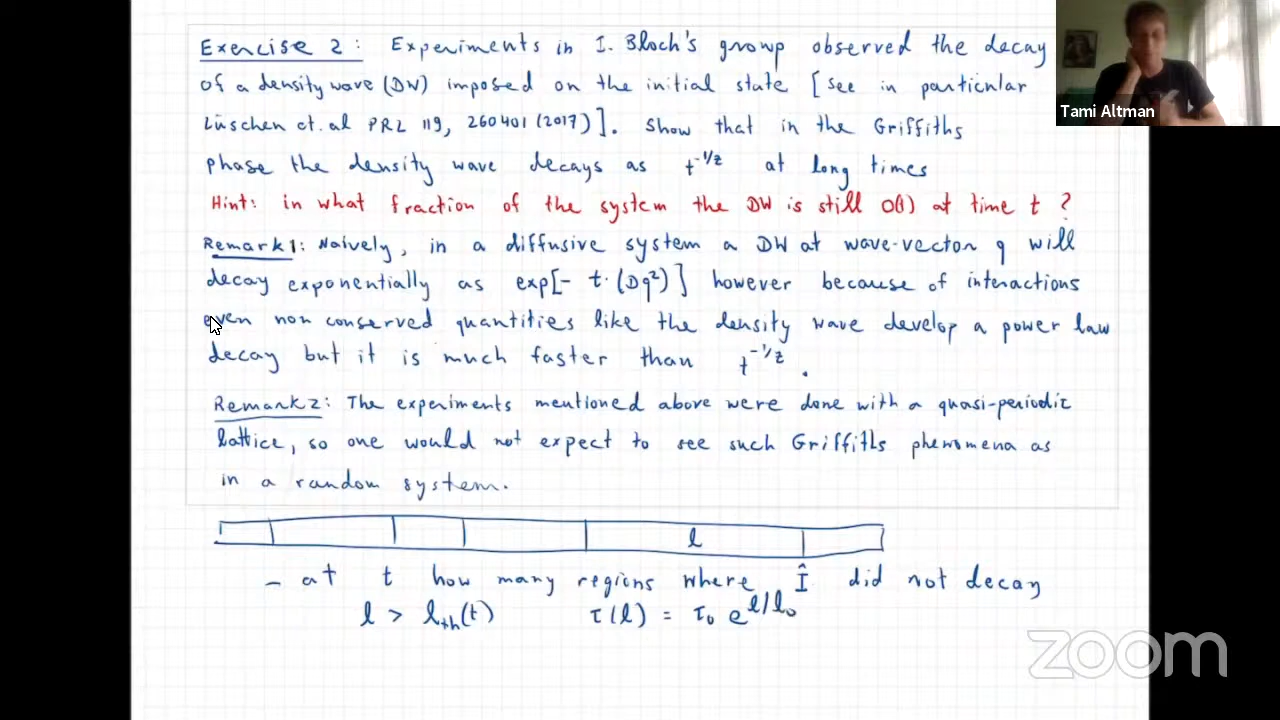 Exercise 2: Experiments in I. Bloch's group observed the decay
of a density wave (DW) imposed on the initial state [see in particular
Lüschen et. al PRL 119, 260401 (2017)]. Show that in the Griffiths
phase the density wave decays as t^-1/z at long times
Hint: in what fraction of the system the DW is still O(1) at time t?
Remark 1: Naively, in a diffusive system a DW at wave-vector q will
decay exponentially as exp[- t·(Dq²)] however because of interactions
even non conserved quantities like the density wave develop a power law
decay but it is much faster than t^-1/z.
Remark 2: The experiments mentioned above were done with a quasi-periodic
lattice, so one would not expect to see such Griffiths phenomena as
in a random system.
l
- at t how many regions where Î did not decay
l > l_th(t) τ(l) = τ₀ e^l/l₀
Tami Altman
zoom